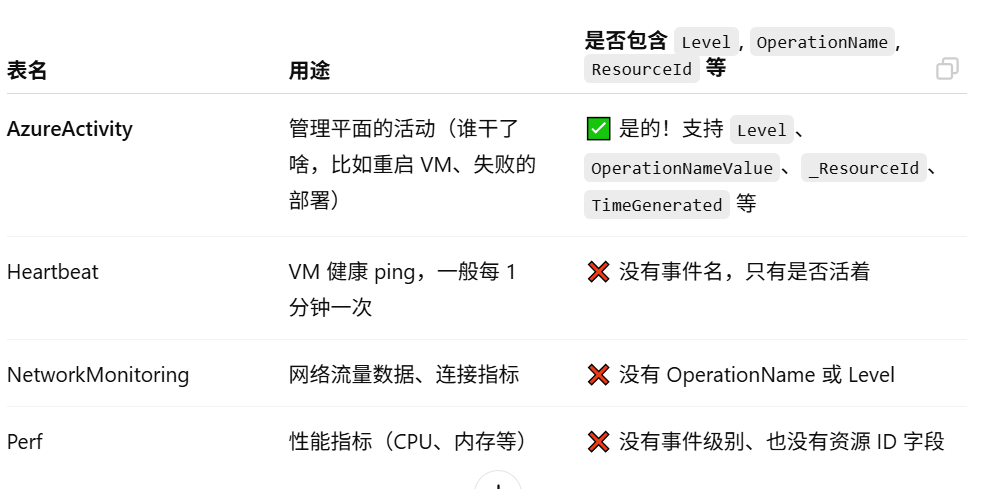 表名
用途
是否包含 Level, OperationName,
ResourceId 等
AzureActivity
管理平面的活动（谁干了
啥，比如重启 VM、失败的
部署）
✅ 是的！支持 Level、
OperationNameValue、_ResourceId、
TimeGenerated 等
Heartbeat
VM 健康 ping，一般每 1
分钟一次
❌ 没有事件名，只有是否活着
NetworkMonitoring
网络流量数据、连接指标
❌ 没有 OperationName 或 Level
Perf
性能指标（CPU、内存等）
❌ 没有事件级别、也没有资源 ID 字段